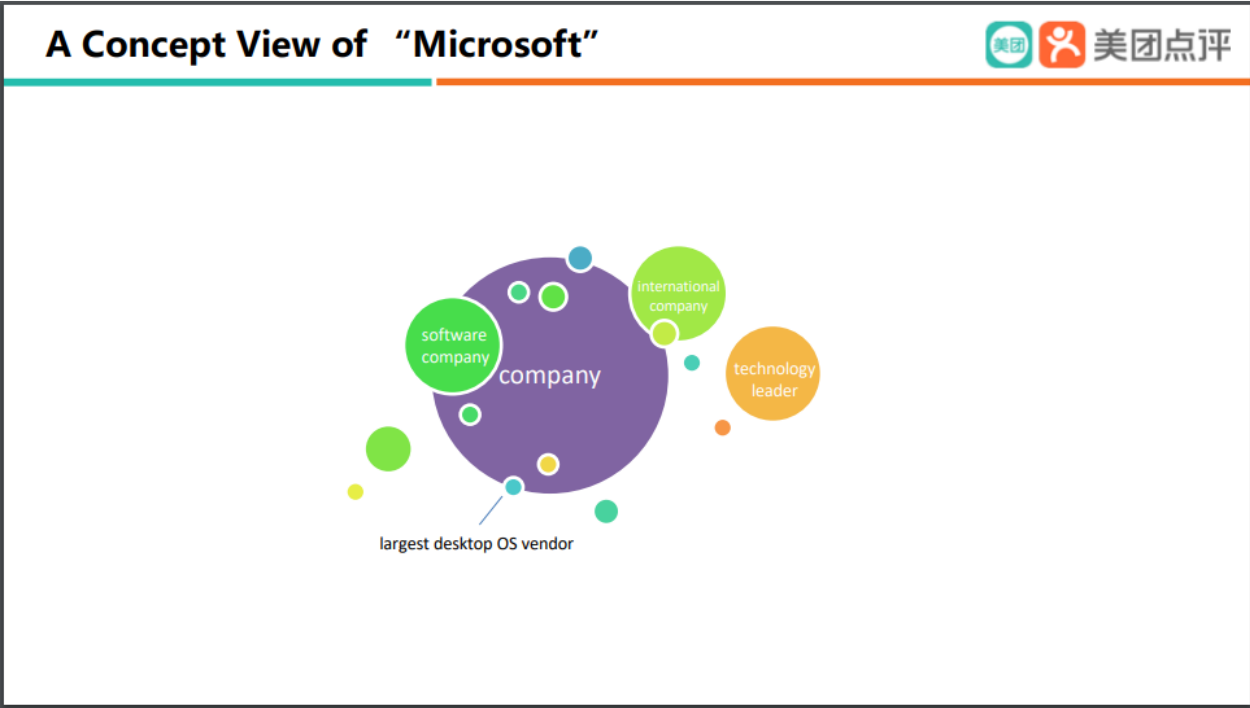 A Concept View of “Microsoft”
美团
美团点评
international
company
software
company
company
technology
leader
largest desktop OS vendor